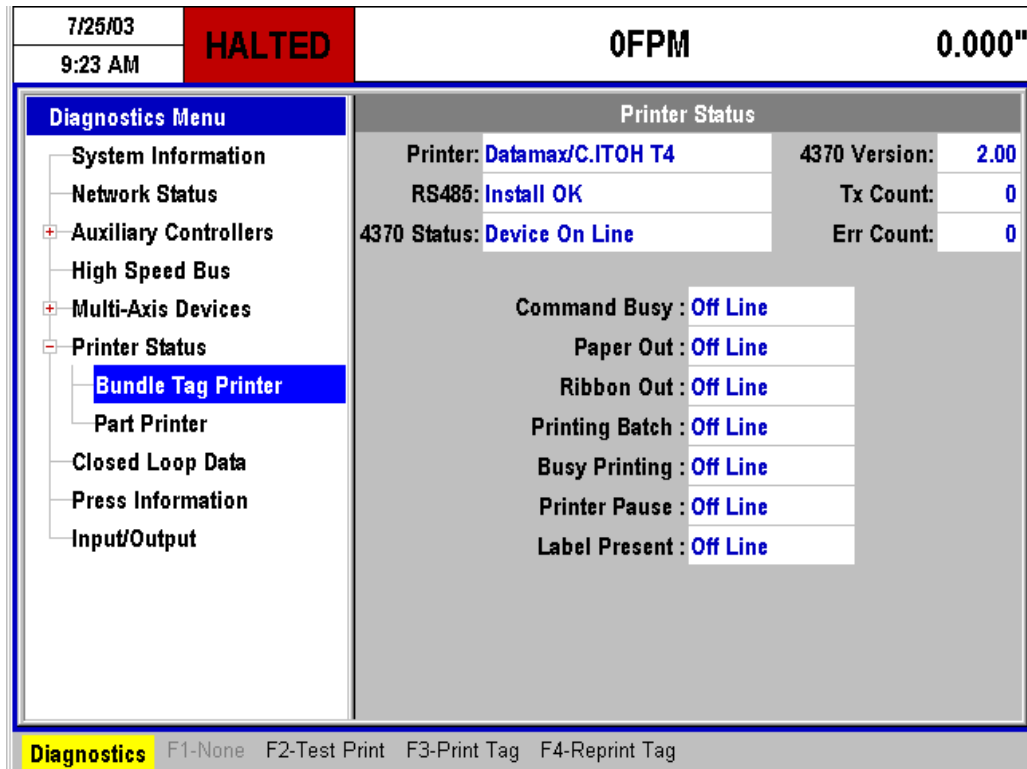 7/25/03
9:23 AM
HALTED
0FPM
0.000"
Diagnostics Menu
System Information
Network Status
Auxiliary Controllers
High Speed Bus
Multi-Axis Devices
Printer Status
Bundle Tag Printer
Part Printer
Closed Loop Data
Press Information
Input/Output
Printer Status
Printer: Datamax/C.ITOH T4 4370 Version: 2.00
RS485: Install OK Tx Count: 0
4370 Status: Device On Line Err Count: 0
Command Busy : Off Line
Paper Out : Off Line
Ribbon Out : Off Line
Printing Batch : Off Line
Busy Printing : Off Line
Printer Pause : Off Line
Label Present : Off Line
Diagnostics F1-None F2-Test Print F3-Print Tag F4-Reprint Tag